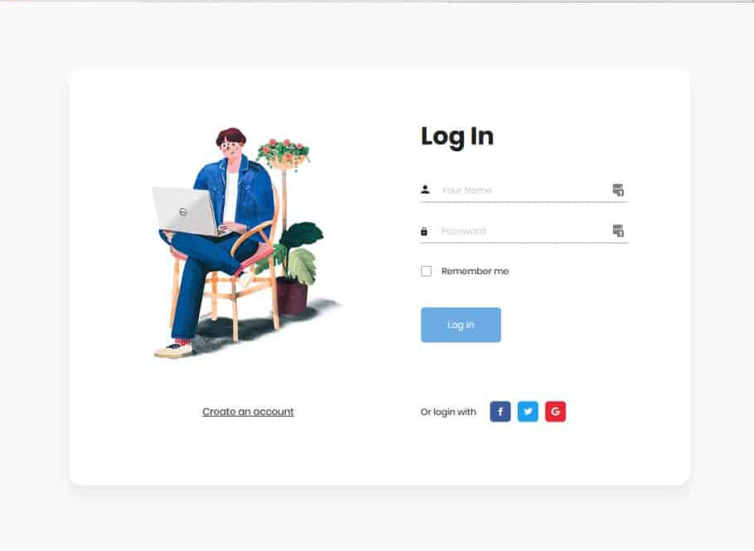 Log In
Your Name
Password
Remember me
Log in
Create an account
Or login with